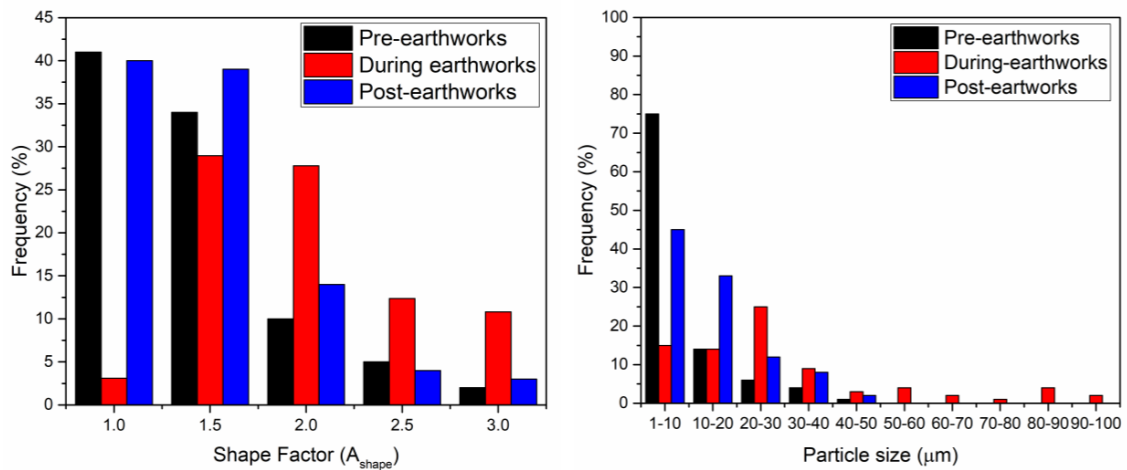 45
40
35
30
25
20
15
10
5
0
Frequency (%)
Pre-earthworks
During earthworks
Post-earthworks
1.0 1.5 2.0 2.5 3.0
Shape Factor (Ashape)
100
90
80
70
60
50
40
30
20
10
0
Frequency (%)
Pre-earthworks
During-earthworks
Post-eartworks
1-10 10-20 20-30 30-40 40-50 50-60 60-70 70-80 80-90 90-100
Particle size (μm)